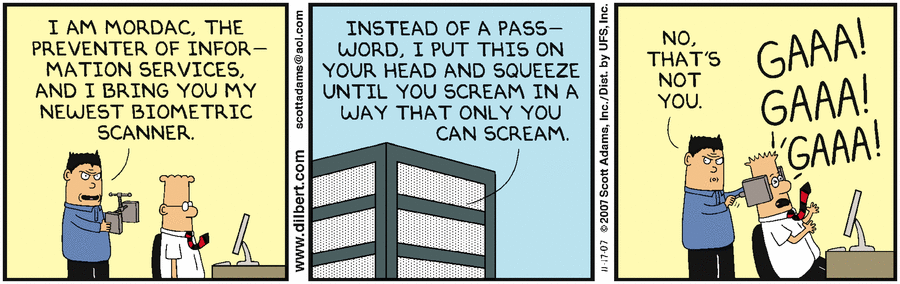 I AM MORDAC, THE
PREVENTER OF INFOR-
MATION SERVICES,
AND I BRING YOU MY
NEWEST BIOMETRIC
SCANNER.
www.dilbert.com
scottadams@aol.com
INSTEAD OF A PASS-
WORD, I PUT THIS ON
YOUR HEAD AND SQUEEZE
UNTIL YOU SCREAM IN A
WAY THAT ONLY YOU
CAN SCREAM.
11-17-07 © 2007 Scott Adams, Inc./Dist. by UFS, Inc.
NO,
THAT'S
NOT
YOU.
GAAA!
GAAA!
GAAA!